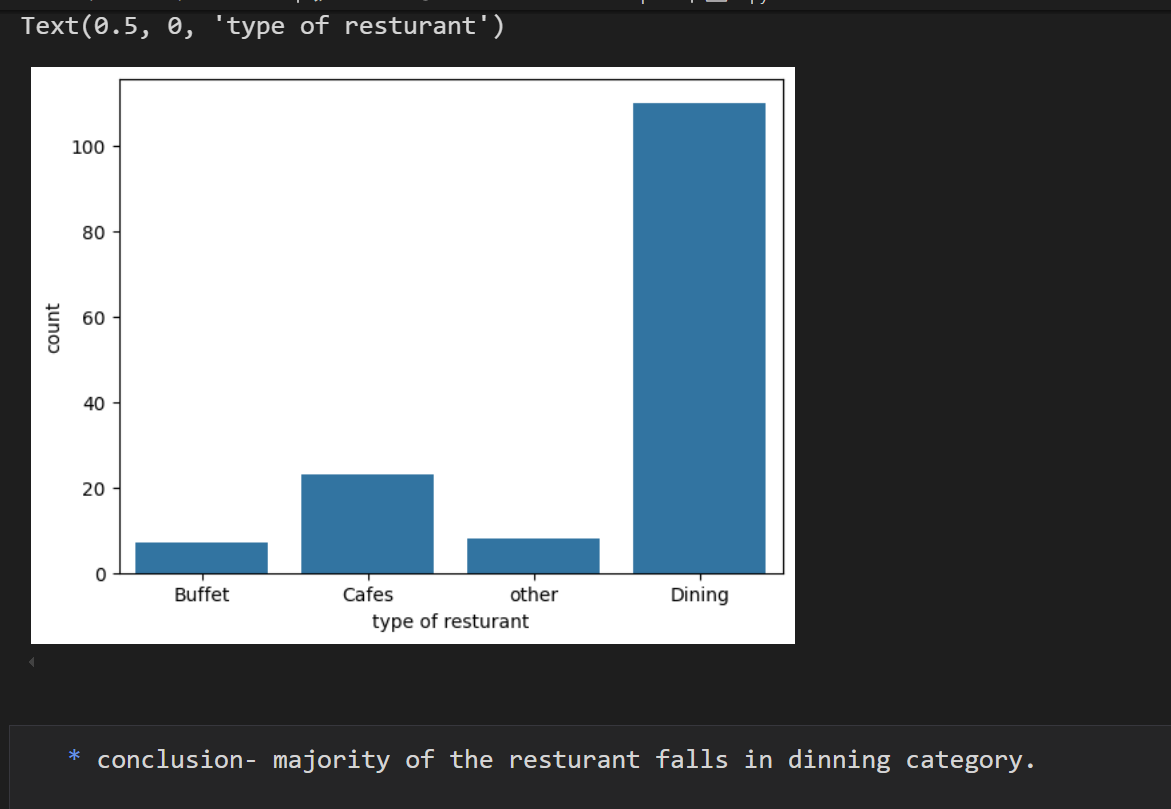 Text(0.5, 0, 'type of resturant')
100
80
60
40
20
0
count
Buffet Cafes other Dining
type of resturant
* conclusion- majority of the resturant falls in dinning category.